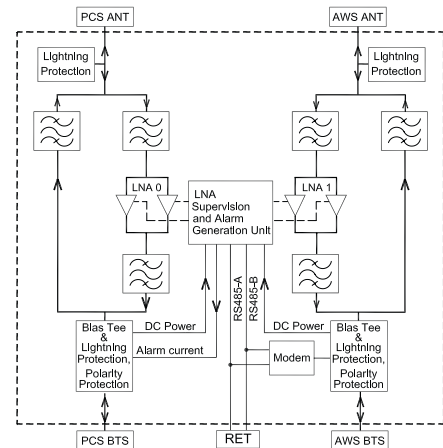 PCS ANT
AWS ANT
Lightning
Protection
Lightning
Protection
LNA 0
LNA
Supervision
and Alarm
Generation Unit
LNA 1
RS485-A
RS485-B
DC Power
Alarm current
DC Power
Bias Tee
&
Lightning
Protection,
Polarity
Protection
Modem
Bias Tee
&
Lightning
Protection,
Polarity
Protection
PCS BTS
RET
AWS BTS